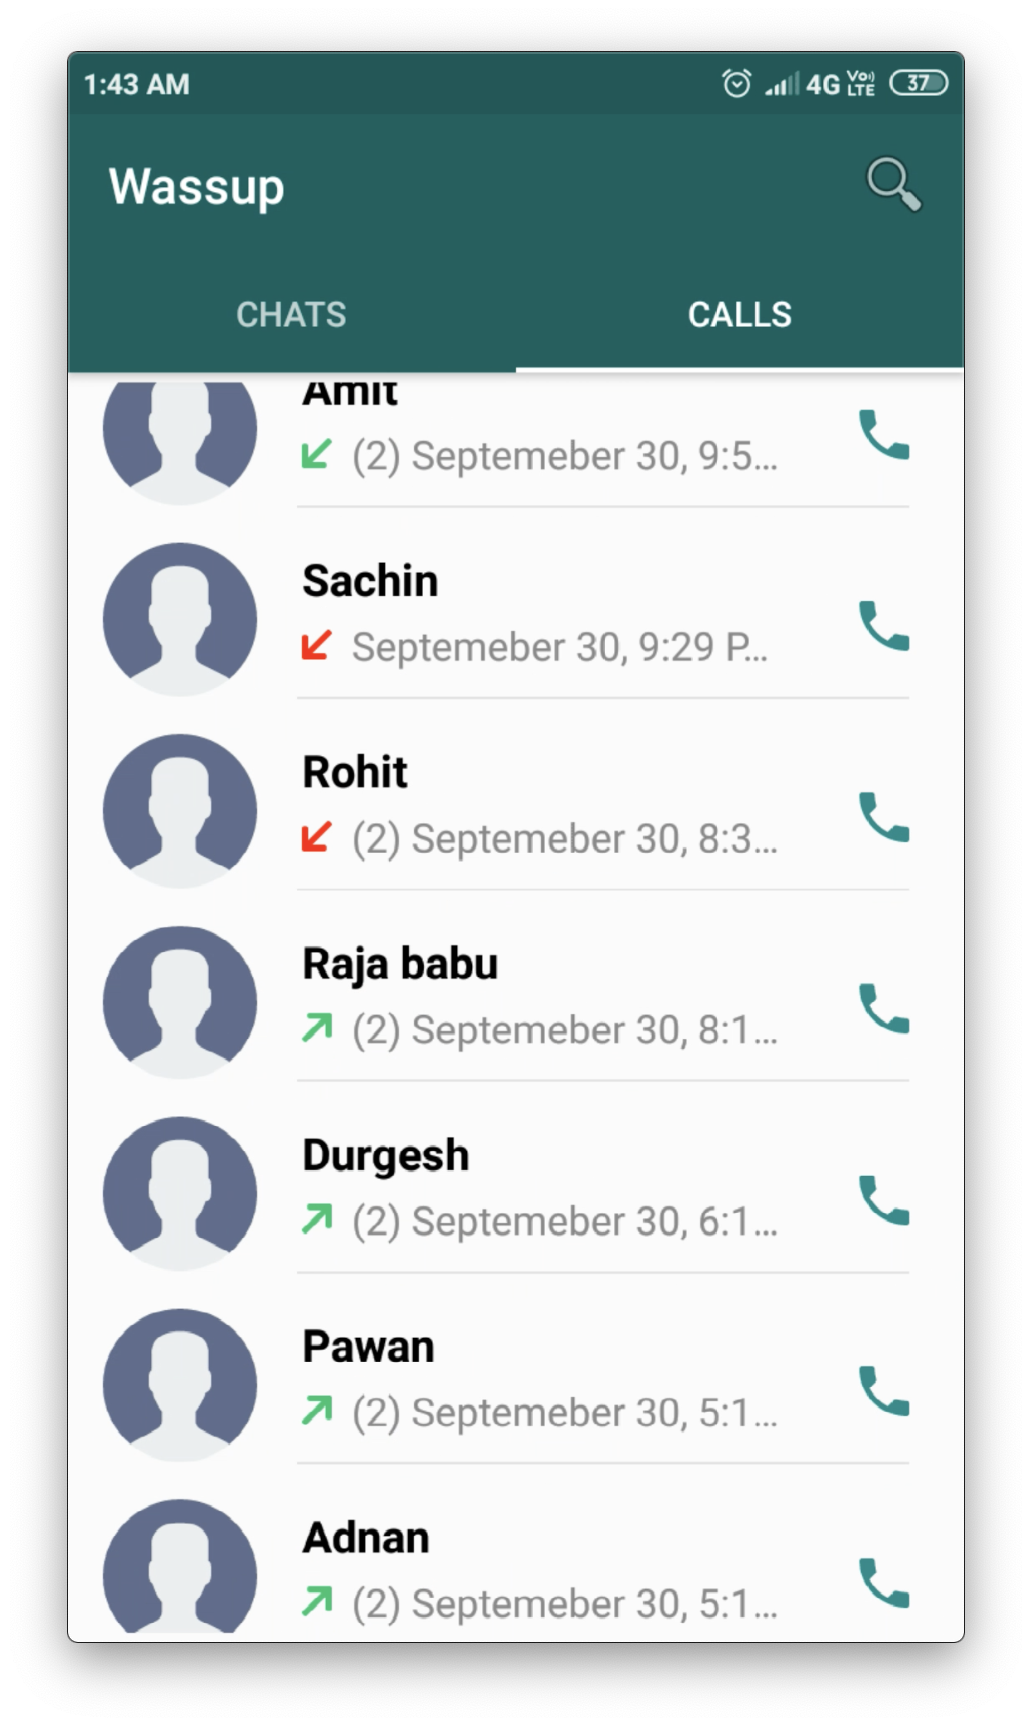 1:43 AM 4G Vo)) LTE 37
Wassup
CHATS CALLS
Amit
(2) Septemeber 30, 9:5...
Sachin
Septemeber 30, 9:29 P...
Rohit
(2) Septemeber 30, 8:3...
Raja babu
(2) Septemeber 30, 8:1...
Durgesh
(2) Septemeber 30, 6:1...
Pawan
(2) Septemeber 30, 5:1...
Adnan
(2) Septemeber 30, 5:1...